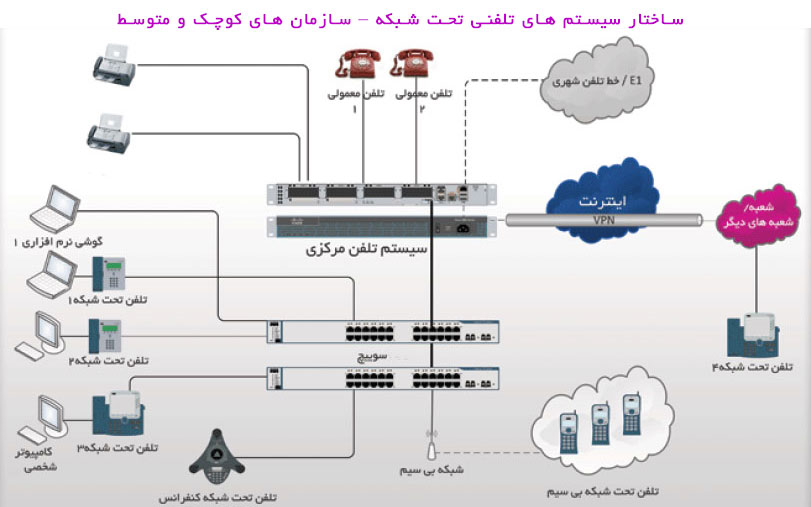 ساختار سیستم های تلفنی تحت شبکه – سازمان های کوچک و متوسط
تلفن معمولی
۱
تلفن معمولی
۲
خط تلفن شهری / E1
اینترنت
VPN
شعبه/
شعبه های دیگر
سیستم تلفن مرکزی
گوشی نرم افزاری ۱
تلفن تحت شبکه۱
سوییچ
تلفن تحت شبکه۲
تلفن تحت شبکه۴
تلفن تحت شبکه۳
کامپیوتر
شخصی
شبکه بی سیم
تلفن تحت شبکه بی سیم
تلفن تحت شبکه کنفرانس